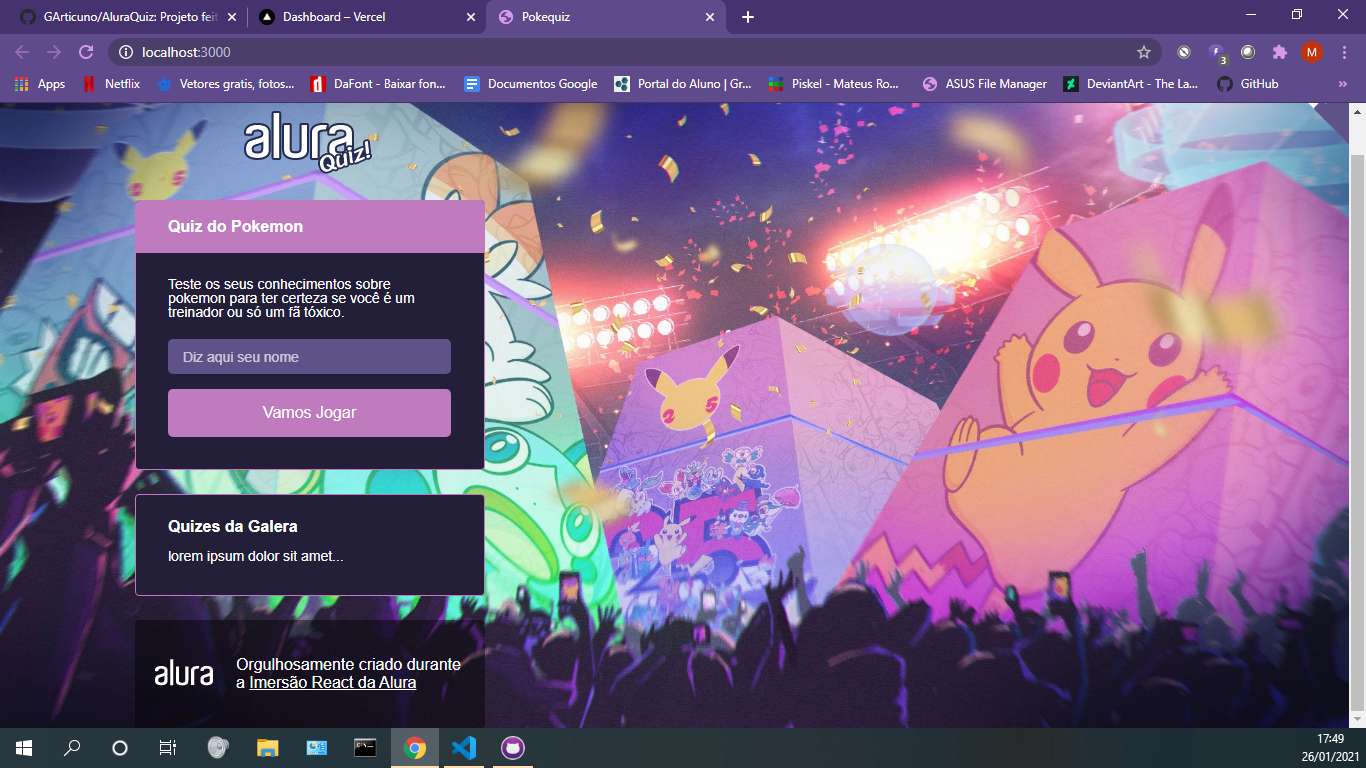 GArticuno/AluraQuiz: Projeto feit
Dashboard – Vercel
Pokequiz
localhost:3000
3
M
Apps
Netflix
Vetores gratis, fotos...
DaFont - Baixar fon...
Documentos Google
Portal do Aluno | Gr...
Piskel - Mateus Ro...
ASUS File Manager
DeviantArt - The La...
GitHub
»
alura
Quiz!
Quiz do Pokemon
Teste os seus conhecimentos sobre
pokemon para ter certeza se você é um
treinador ou só um fã tóxico.
Diz aqui seu nome
Vamos Jogar
Quizes da Galera
lorem ipsum dolor sit amet...
alura
Orgulhosamente criado durante
a Imersão React da Alura
25
17:49
26/01/2021